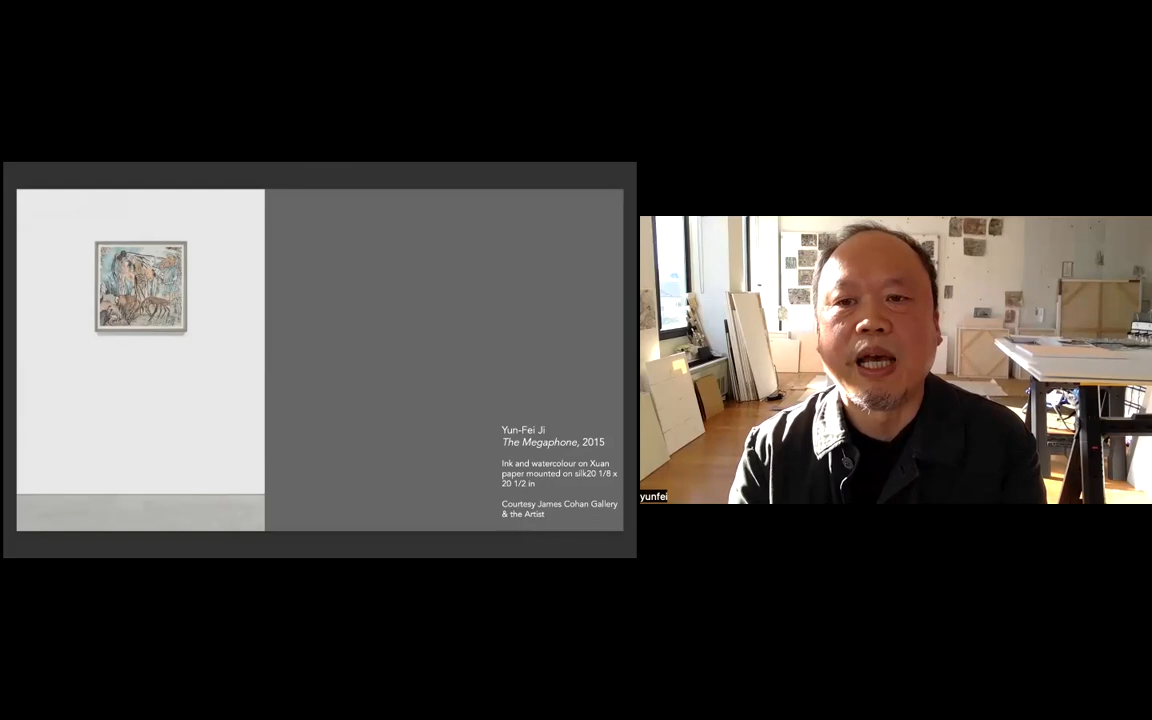 Yun-Fei Ji
The Megaphone, 2015
Ink and watercolour on Xuan
paper mounted on silk20 1/8 x
20 1/2 in
Courtesy James Cohan Gallery
& the Artist
yunfei